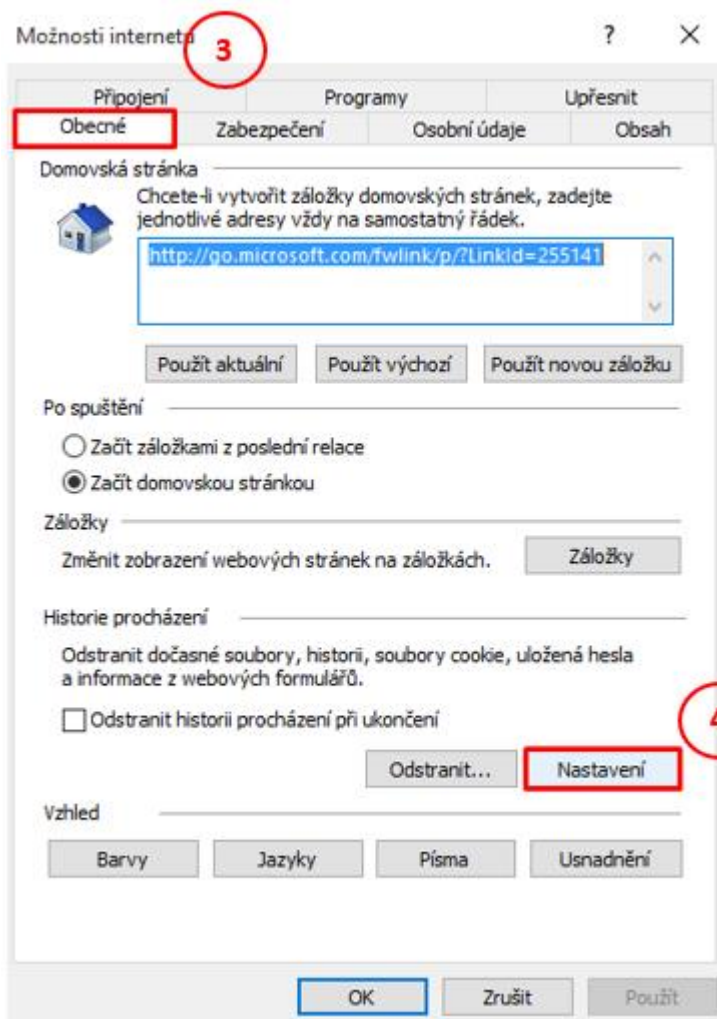 Možnosti internetu
3
?
Připojení
Programy
Upřesnit
Obecné
Zabezpečení
Osobní údaje
Obsah
Domovská stránka
Chcete-li vytvořit záložky domovských stránek, zadejte
jednotlivé adresy vždy na samostatný řádek.
http://go.microsoft.com/fwlink/p/?LinkId=255141
Použít aktuální
Použít výchozí
Použít novou záložku
Po spuštění
Začít záložkami z poslední relace
Začít domovskou stránkou
Záložky
Změnit zobrazení webových stránek na záložkách.
Záložky
Historie procházení
Odstranit dočasné soubory, historii, soubory cookie, uložená hesla
a informace z webových formulářů.
Odstranit historii procházení při ukončení
4
Odstranit...
Nastavení
Vzhled
Barvy
Jazyky
Písma
Usnadnění
OK
Zrušit
Použít